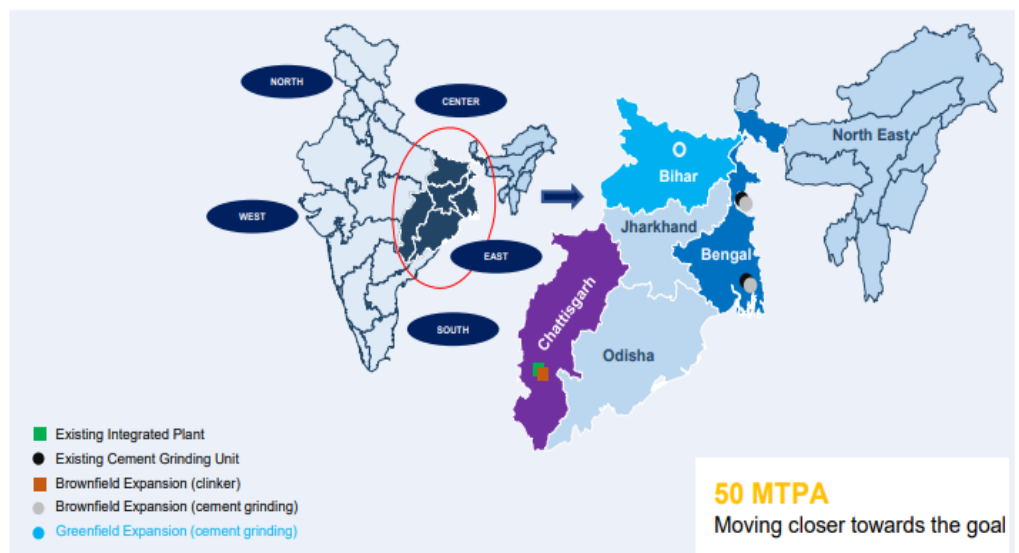 NORTH
CENTER
WEST
EAST
SOUTH
North East
Bihar
Jharkhand
Bengal
Chattisgarh
Odisha
Existing Integrated Plant
Existing Cement Grinding Unit
Brownfield Expansion (clinker)
Brownfield Expansion (cement grinding)
Greenfield Expansion (cement grinding)
50 MTPA
Moving closer towards the goal